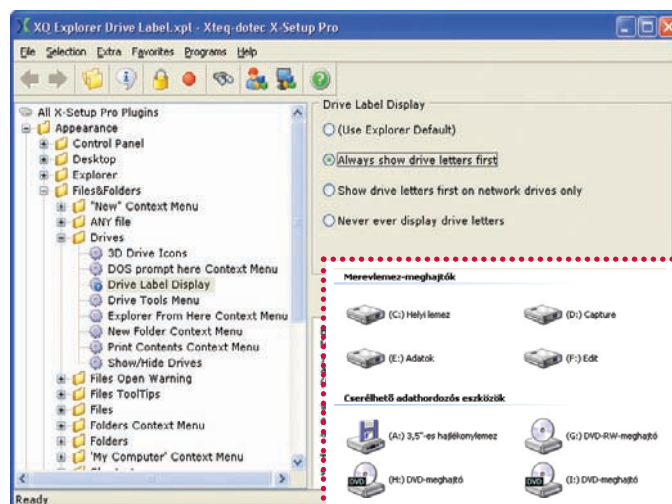 XQ Explorer Drive Label.xpl - Xteq-dotec X-Setup Pro
File Selection Extra Favorites Programs Help
All X-Setup Pro Plugins
Appearance
Control Panel
Desktop
Explorer
Files&Folders
"New" Context Menu
ANY file
Drives
3D Drive Icons
DOS prompt here Context Menu
Drive Label Display
Drive Tools Menu
Explorer From Here Context Menu
New Folder Context Menu
Print Contents Context Menu
Show/Hide Drives
Files Open Warning
Files ToolTips
Files
Folders Context Menu
Folders
'My Computer' Context Menu
Ready
Drive Label Display
(Use Explorer Default)
Always show drive letters first
Show drive letters first on network drives only
Never ever display drive letters
Merevlemez-meghajtók
(C:) Helyi lemez
(D:) Capture
(E:) Adatok
(F:) Edit
Cserélhető adathordozós eszközök
(A:) 3,5"-es hajlékonylemez
(G:) DVD-RW-meghajtó
DVD
(H:) DVD-meghajtó
DVD
(I:) DVD-meghajtó